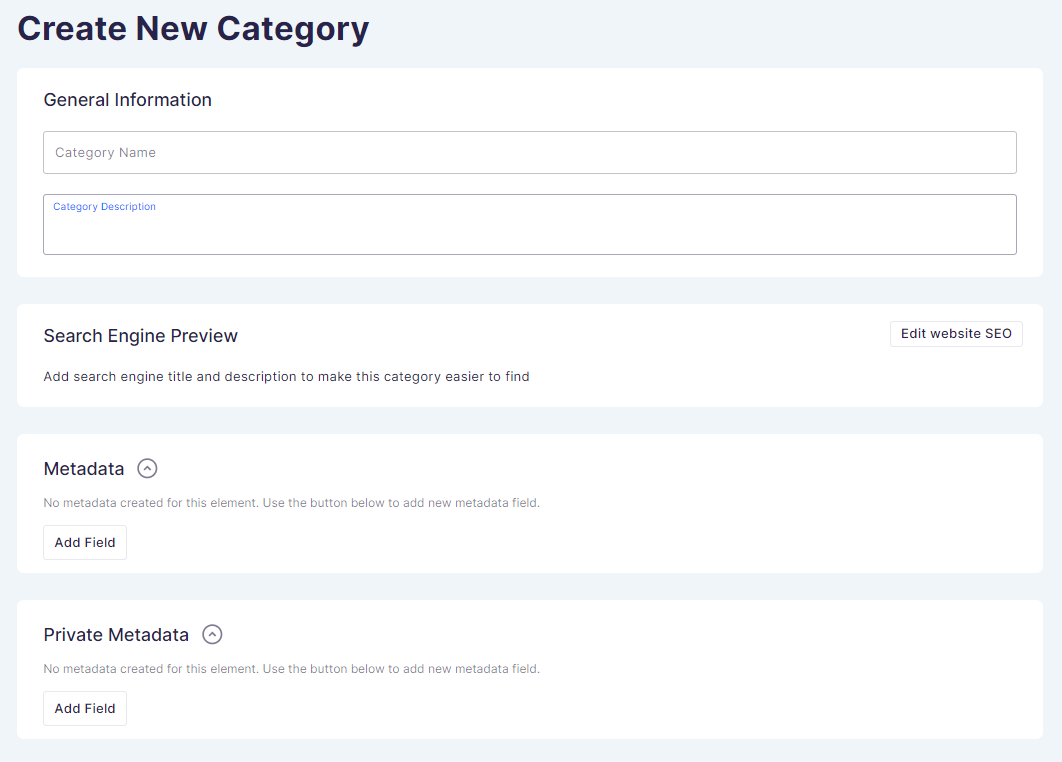 Create New Category
General Information
Category Name
Category Description
Search Engine Preview
Edit website SEO
Add search engine title and description to make this category easier to find
Metadata
No metadata created for this element. Use the button below to add new metadata field.
Add Field
Private Metadata
No metadata created for this element. Use the button below to add new metadata field.
Add Field